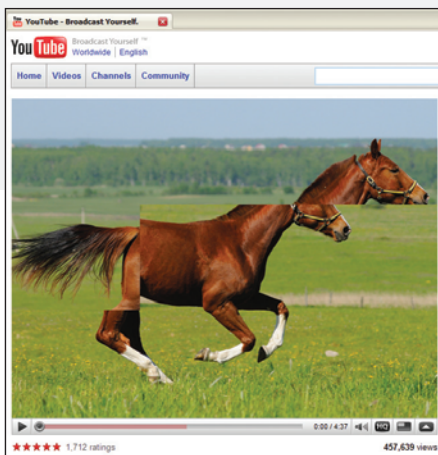 YouTube - Broadcast Yourself.
YouTube Broadcast Yourself ™
Worldwide | English
Home Videos Channels Community
0:00 / 4:37 HQ
1,712 ratings 457,639 views